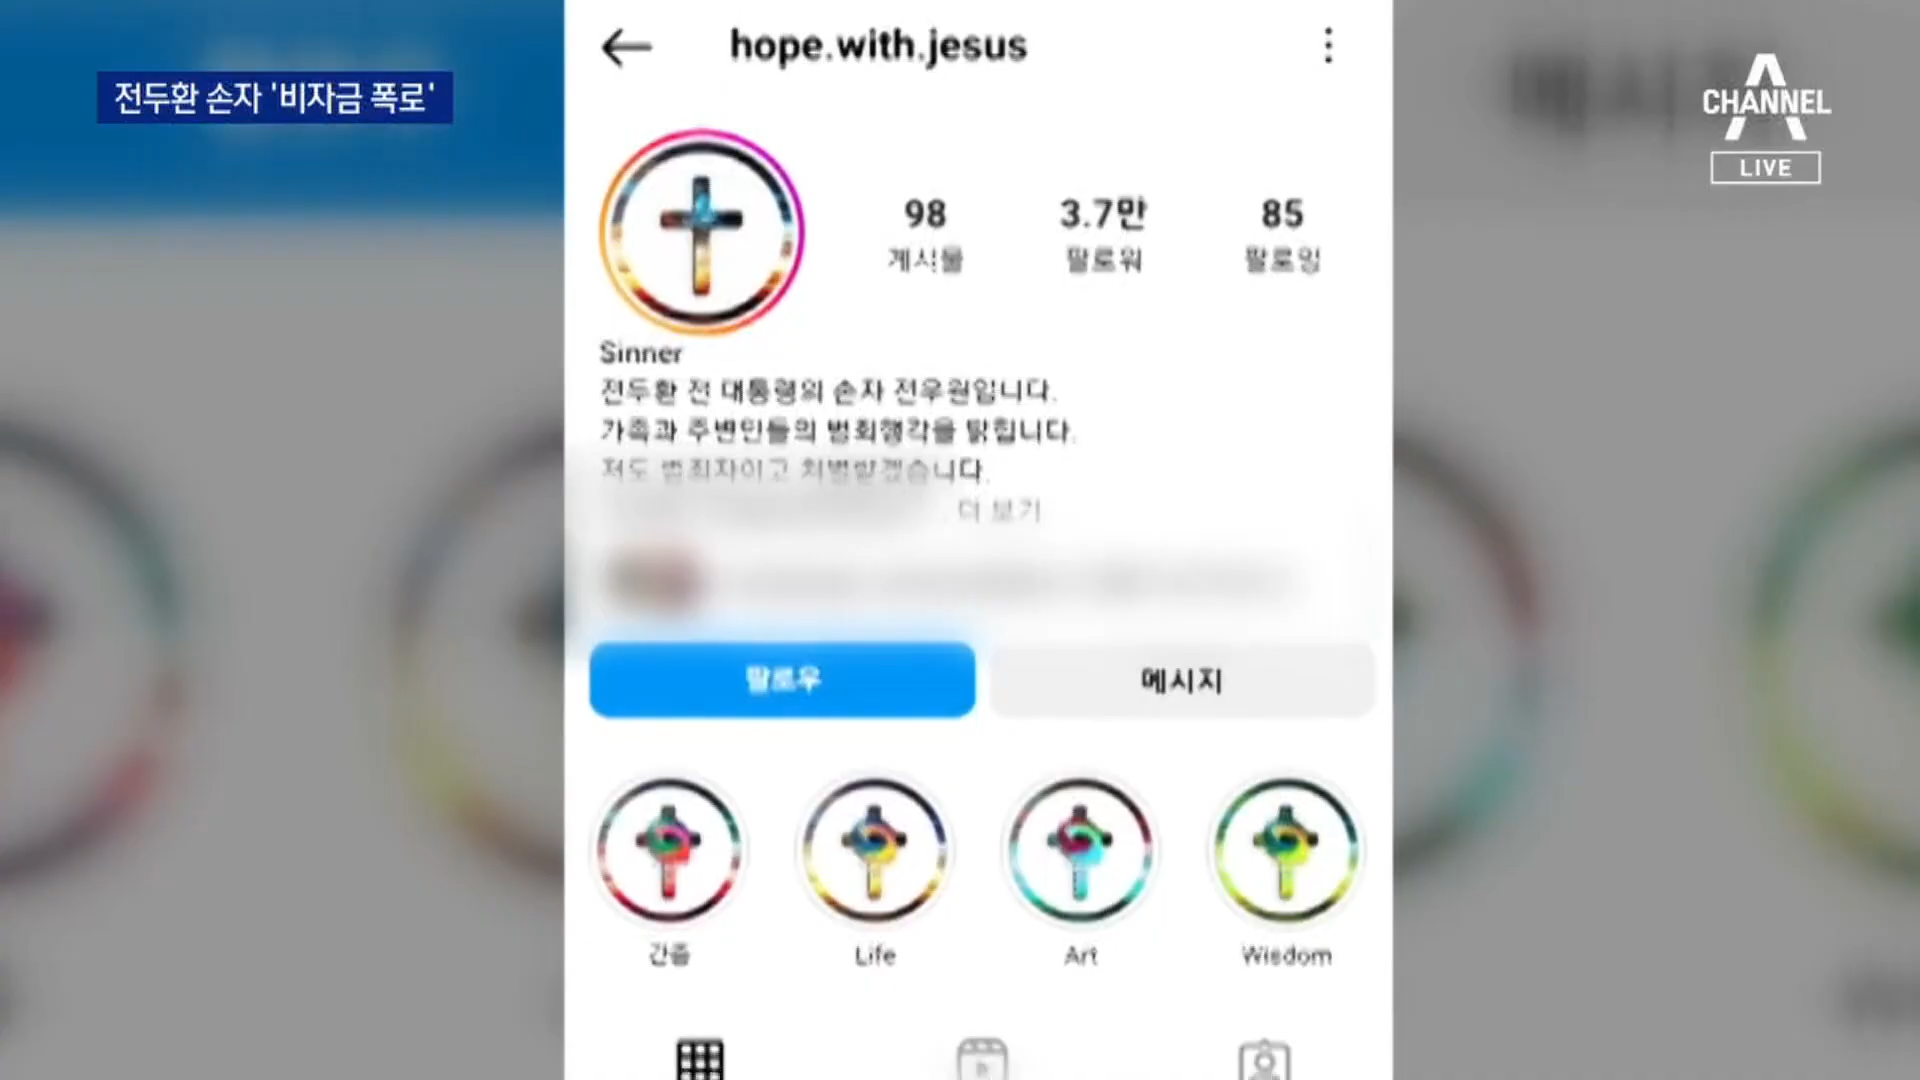 전두환 손자 '비자금 폭로'
CHANNEL A
LIVE
hope.with.jesus
98
게시물
3.7만
팔로워
85
팔로잉
Sinner
전두환 전 대통령의 손자 전우원입니다.
가족과 주변인들의 범죄행각을 밝힙니다.
저도 범죄자이고 처벌받겠습니다.
더 보기
팔로우
메시지
간증
Life
Art
Wisdom